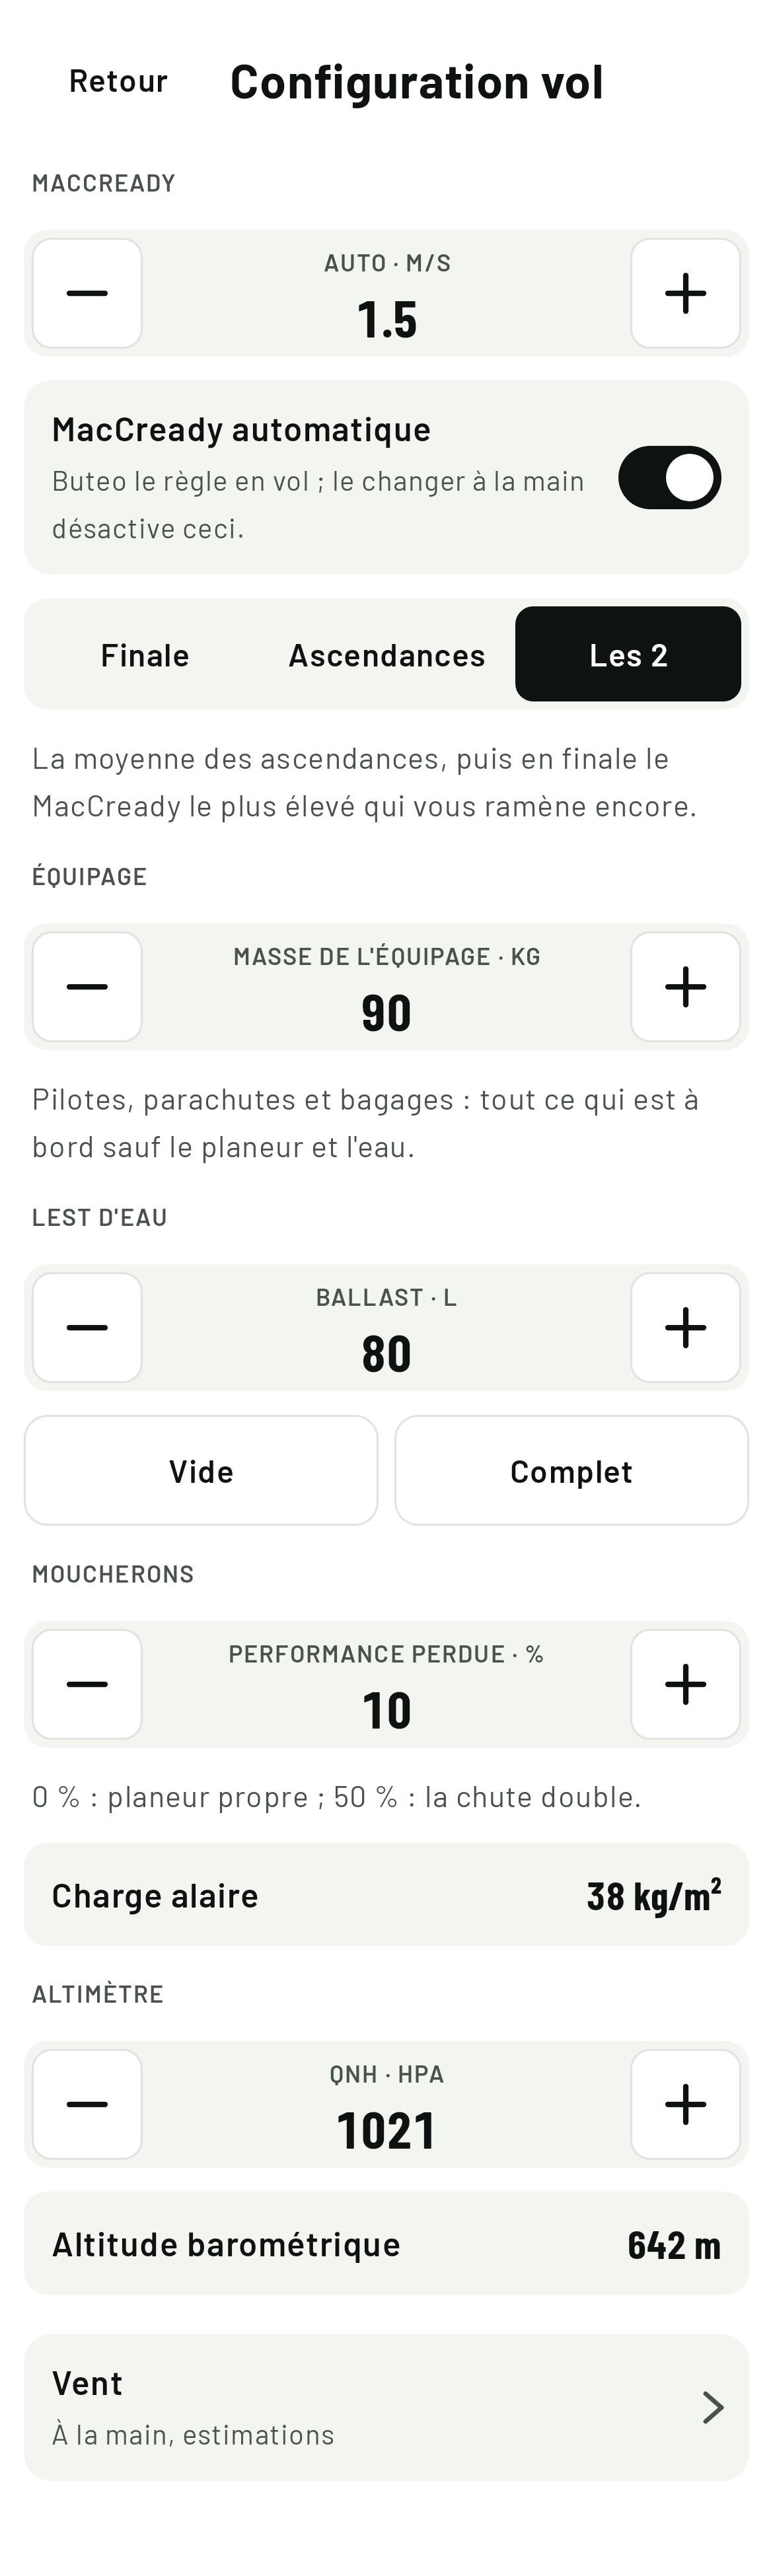 Retour
Configuration vol
MACCREADY
AUTO · M/S
1.5
MacCready automatique
Buteo le règle en vol ; le changer à la main
désactive ceci.
Finale
Ascendances
Les 2
La moyenne des ascendances, puis en finale le
MacCready le plus élevé qui vous ramène encore.
ÉQUIPAGE
MASSE DE L'ÉQUIPAGE · KG
90
Pilotes, parachutes et bagages : tout ce qui est à
bord sauf le planeur et l'eau.
LEST D'EAU
BALLAST · L
80
Vide
Complet
MOUCHERONS
PERFORMANCE PERDUE · %
10
0 % : planeur propre ; 50 % : la chute double.
Charge alaire
38 kg/m²
ALTIMÈTRE
QNH · HPA
1021
Altitude barométrique
642 m
Vent
À la main, estimations